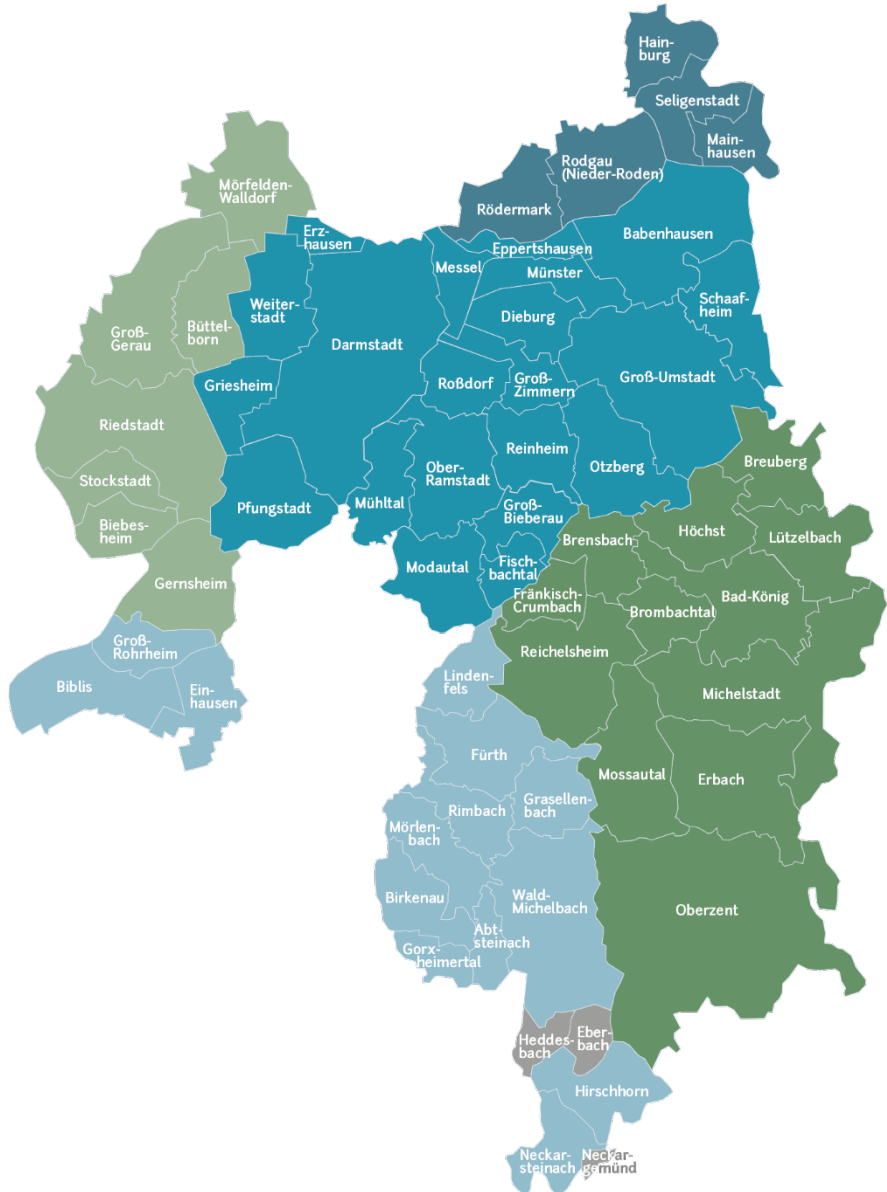 Hain-
burg
Seligenstadt
Main-
hausen
Rodgau
(Nieder-Roden)
Mörfelden-
Walldorf
Rödermark
Erz-
hausen
Babenhausen
Eppertshausen
Messel
Münster
Weiter-
stadt
Schaaf-
heim
Dieburg
Büttel-
born
Groß-
Gerau
Darmstadt
Griesheim
Roßdorf
Groß-
Zimmern
Groß-Umstadt
Riedstadt
Reinheim
Breuberg
Ober-
Ramstadt
Otzberg
Stockstadt
Pfungstadt
Mühltal
Groß-
Bieberau
Biebes-
heim
Höchst
Lützelbach
Brensbach
Modautal
Fisch-
bachtal
Gernsheim
Fränkisch-
Crumbach
Bad-König
Brombachtal
Groß-
Rohrheim
Reichelsheim
Linden-
fels
Biblis
Ein-
hausen
Michelstadt
Fürth
Mossautal
Erbach
Grasellen-
bach
Rimbach
Mörlen-
bach
Birkenau
Wald-
Michelbach
Oberzent
Abt-
steinach
Gorx-
heimertal
Heddes-
bach
Eber-
bach
Hirschhorn
Neckar-
steinach
Neckar-
gemünd